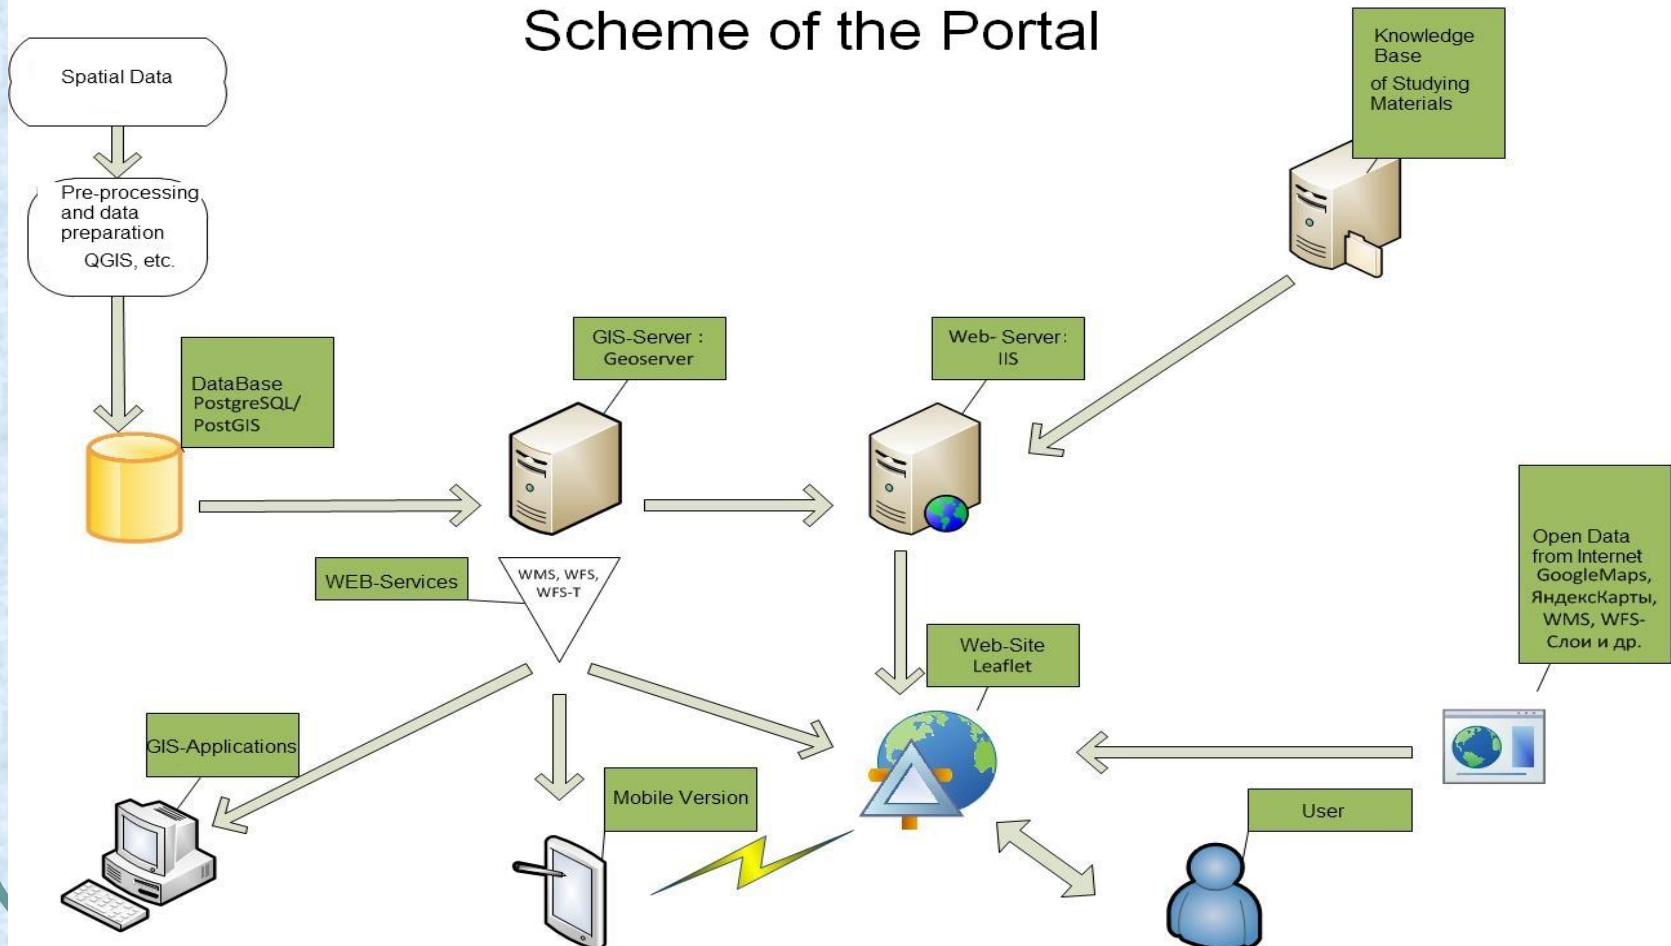 Scheme of the Portal
Spatial Data
Pre-processing
and data
preparation
QGIS, etc.
DataBase
PostgreSQL/
PostGIS
GIS-Server :
Geoserver
Web- Server:
IIS
Knowledge
Base
of Studying
Materials
WEB-Services
WMS, WFS,
WFS-T
Web-Site
Leaflet
Open Data
from Internet
GoogleMaps,
ЯндексКарты,
WMS, WFS-
Слои и др.
GIS-Applications
Mobile Version
User